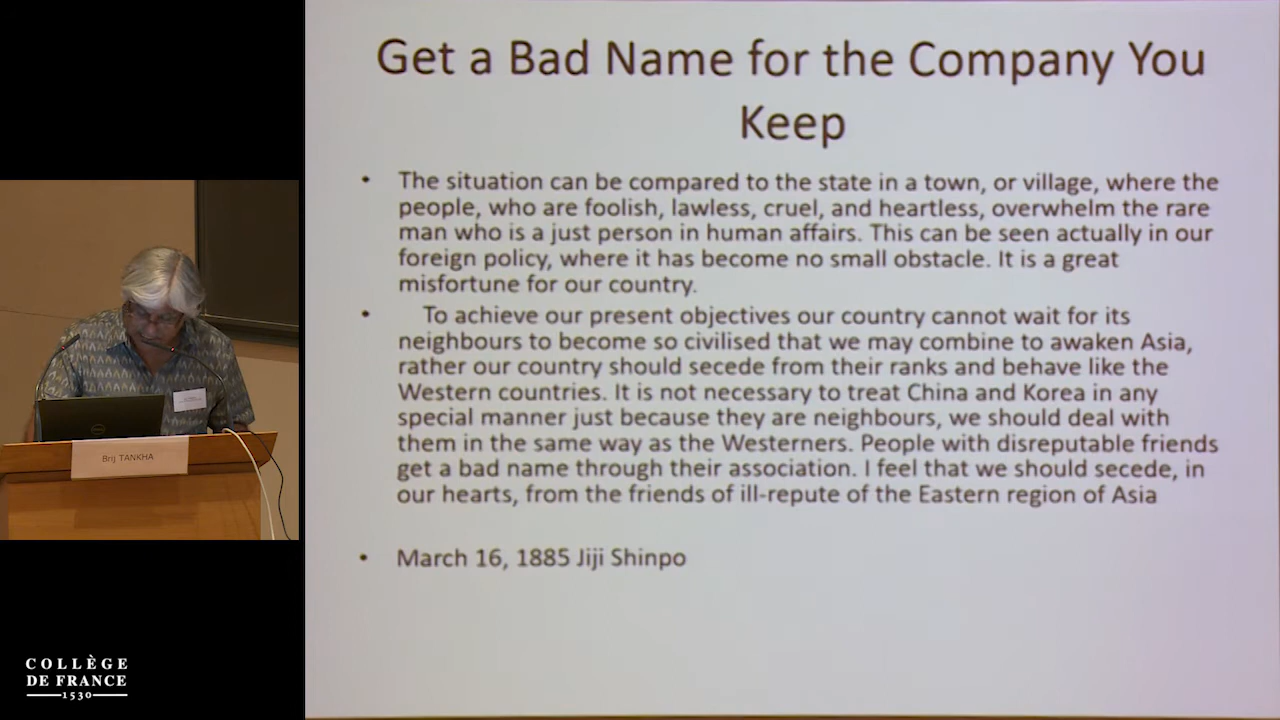 Get a Bad Name for the Company You
Keep
• The situation can be compared to the state in a town, or village, where the
people, who are foolish, lawless, cruel, and heartless, overwhelm the rare
man who is a just person in human affairs. This can be seen actually in our
foreign policy, where it has become no small obstacle. It is a great
misfortune for our country.
• To achieve our present objectives our country cannot wait for its
neighbours to become so civilised that we may combine to awaken Asia,
rather our country should secede from their ranks and behave like the
Western countries. It is not necessary to treat China and Korea in any
special manner just because they are neighbours, we should deal with
them in the same way as the Westerners. People with disreputable friends
get a bad name through their association. I feel that we should secede, in
our hearts, from the friends of ill-repute of the Eastern region of Asia
• March 16, 1885 Jiji Shinpo
Brij TANKHA
COLLÈGE
DE FRANCE
1530